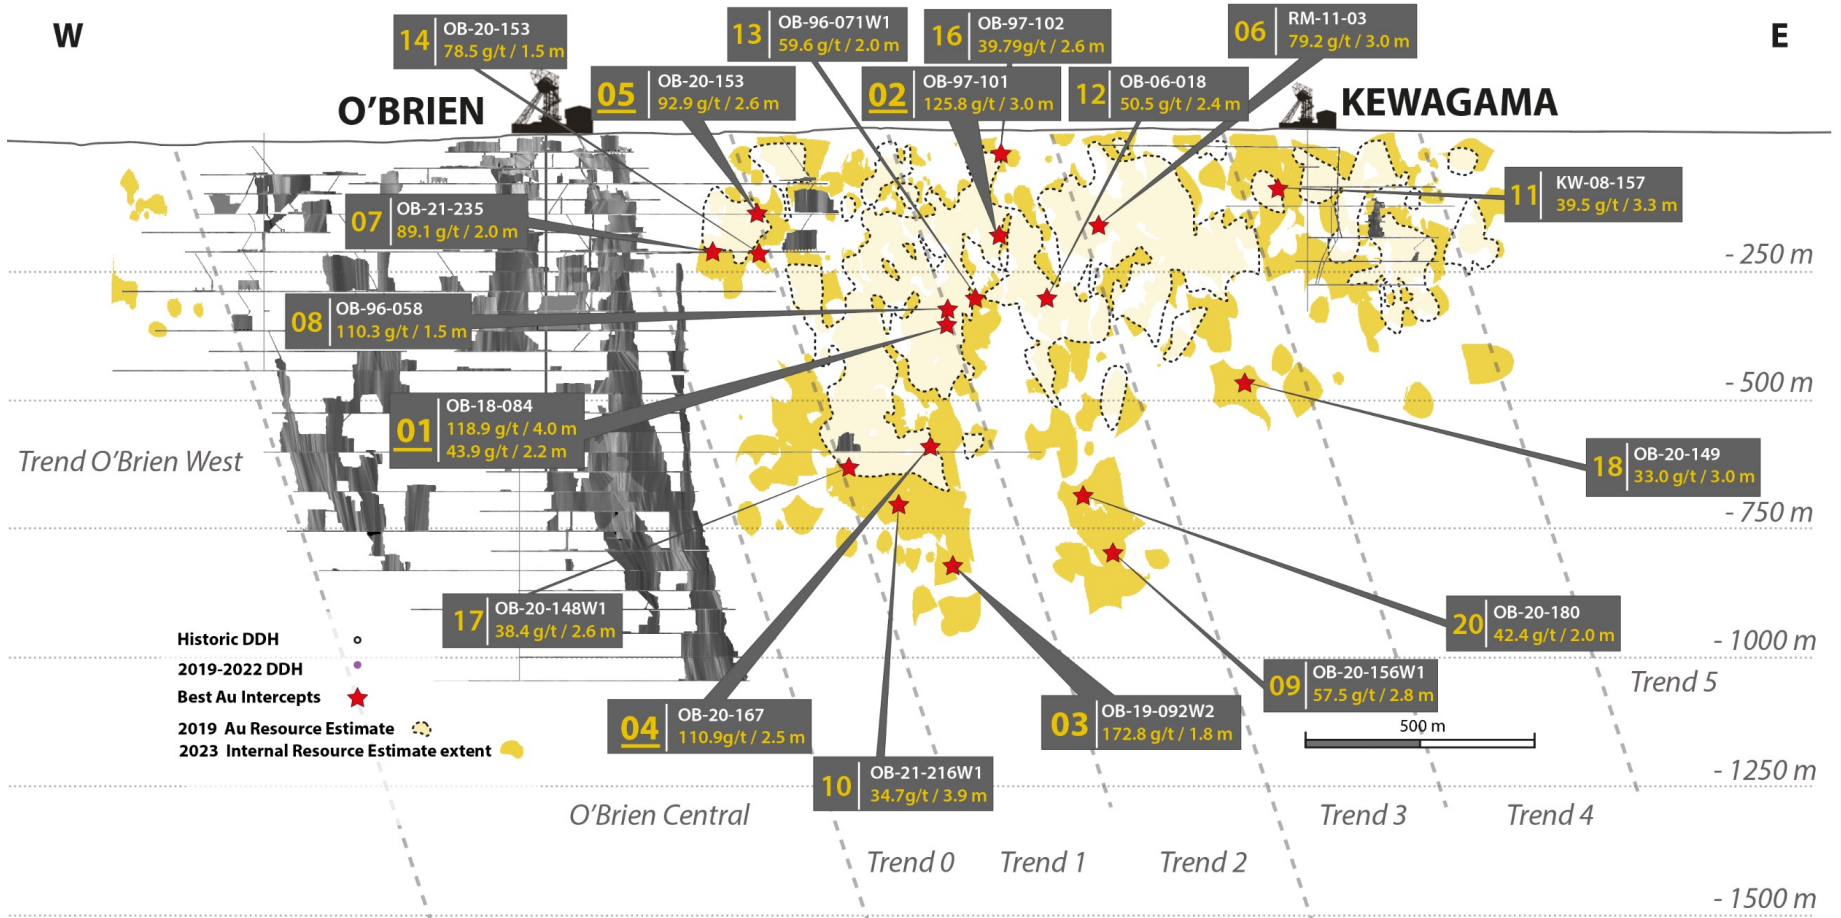 W
E
14
OB-20-153
78.5 g/t / 1.5 m
13
OB-96-071W1
59.6 g/t / 2.0 m
16
OB-97-102
39.79g/t / 2.6 m
06
RM-11-03
79.2 g/t / 3.0 m
O'BRIEN
05
OB-20-153
92.9 g/t / 2.6 m
02
OB-97-101
125.8 g/t / 3.0 m
12
OB-06-018
50.5 g/t / 2.4 m
KEWAGAMA
07
OB-21-235
89.1 g/t / 2.0 m
11
KW-08-157
39.5 g/t / 3.3 m
- 250 m
08
OB-96-058
110.3 g/t / 1.5 m
- 500 m
01
OB-18-084
118.9 g/t / 4.0 m
43.9 g/t / 2.2 m
Trend O'Brien West
18
OB-20-149
33.0 g/t / 3.0 m
- 750 m
17
OB-20-148W1
38.4 g/t / 2.6 m
20
OB-20-180
42.4 g/t / 2.0 m
- 1000 m
Historic DDH
2019-2022 DDH
Best Au Intercepts
2019 Au Resource Estimate
2023 Internal Resource Estimate extent
04
OB-20-167
110.9g/t / 2.5 m
03
OB-19-092W2
172.8 g/t / 1.8 m
09
OB-20-156W1
57.5 g/t / 2.8 m
Trend 5
500 m
10
OB-21-216W1
34.7g/t / 3.9 m
- 1250 m
O'Brien Central
Trend 3
Trend 4
Trend 0
Trend 1
Trend 2
- 1500 m